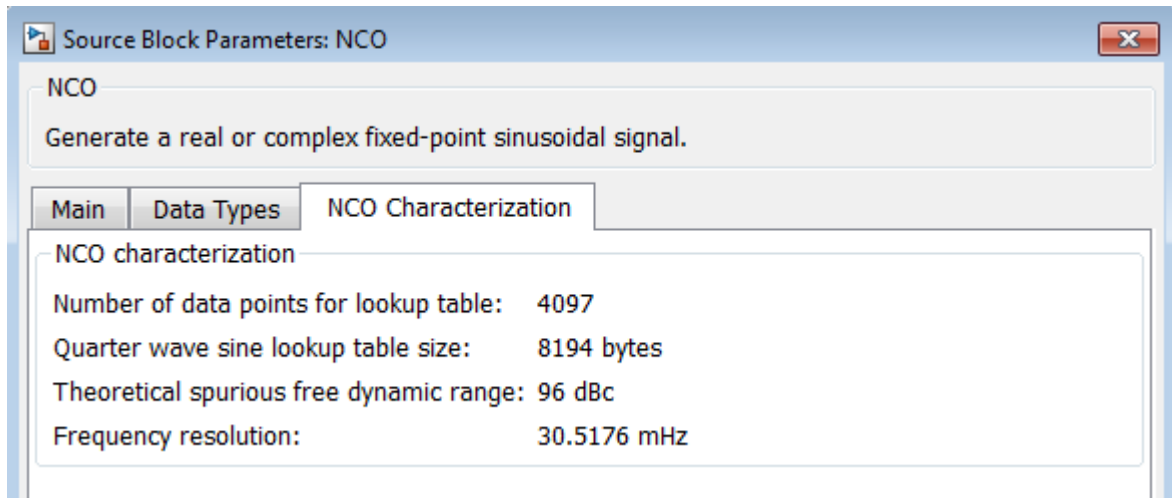 Source Block Parameters: NCO
NCO
Generate a real or complex fixed-point sinusoidal signal.
Main Data Types NCO Characterization
NCO characterization
Number of data points for lookup table: 4097
Quarter wave sine lookup table size: 8194 bytes
Theoretical spurious free dynamic range: 96 dBc
Frequency resolution: 30.5176 mHz